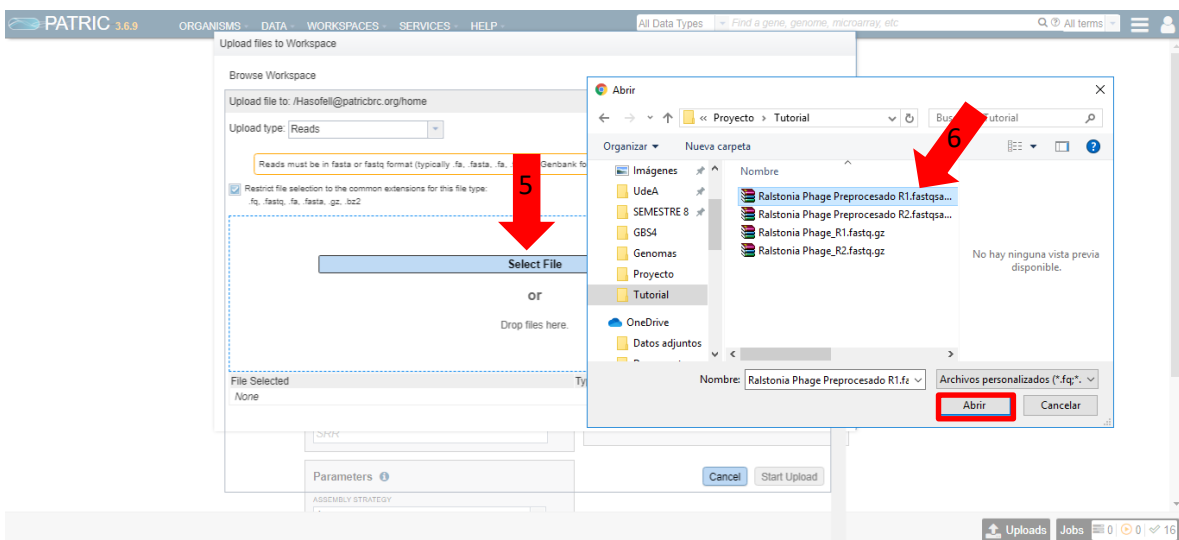 PATRIC 3.6.9 ORGANISMS DATA WORKSPACES SERVICES HELP All Data Types Find a gene, genome, microarray, etc All terms
Upload files to Workspace
Browse Workspace
Upload file to: /Hasofell@patricbrc.org/home
Upload type: Reads
Reads must be in fasta or fastq format (typically .fa, .fasta, .fa, Genbank fo
Restrict file selection to the common extensions for this file type:
.fq, .fastq, .fa, .fasta, .gz, .bz2
5
Select File
or
Drop files here.
File Selected Ty
None
SRR
Parameters
ASSEMBLY STRATEGY
Cancel Start Upload
Abrir
« Proyecto > Tutorial
Bus Tutorial
6
Organizar Nueva carpeta
Imágenes
UdeA
SEMESTRE 8
GBS4
Genomas
Proyecto
Tutorial
OneDrive
Datos adjuntos
Nombre
Ralstonia Phage Preprocesado R1.fastqsa...
Ralstonia Phage Preprocesado R2.fastqsa...
Ralstonia Phage_R1.fastq.gz
Ralstonia Phage_R2.fastq.gz
No hay ninguna vista previa
disponible.
Nombre: Ralstonia Phage Preprocesado R1.fa Archivos personalizados (*.fq;*.
Abrir Cancelar
Uploads Jobs 0 0 16